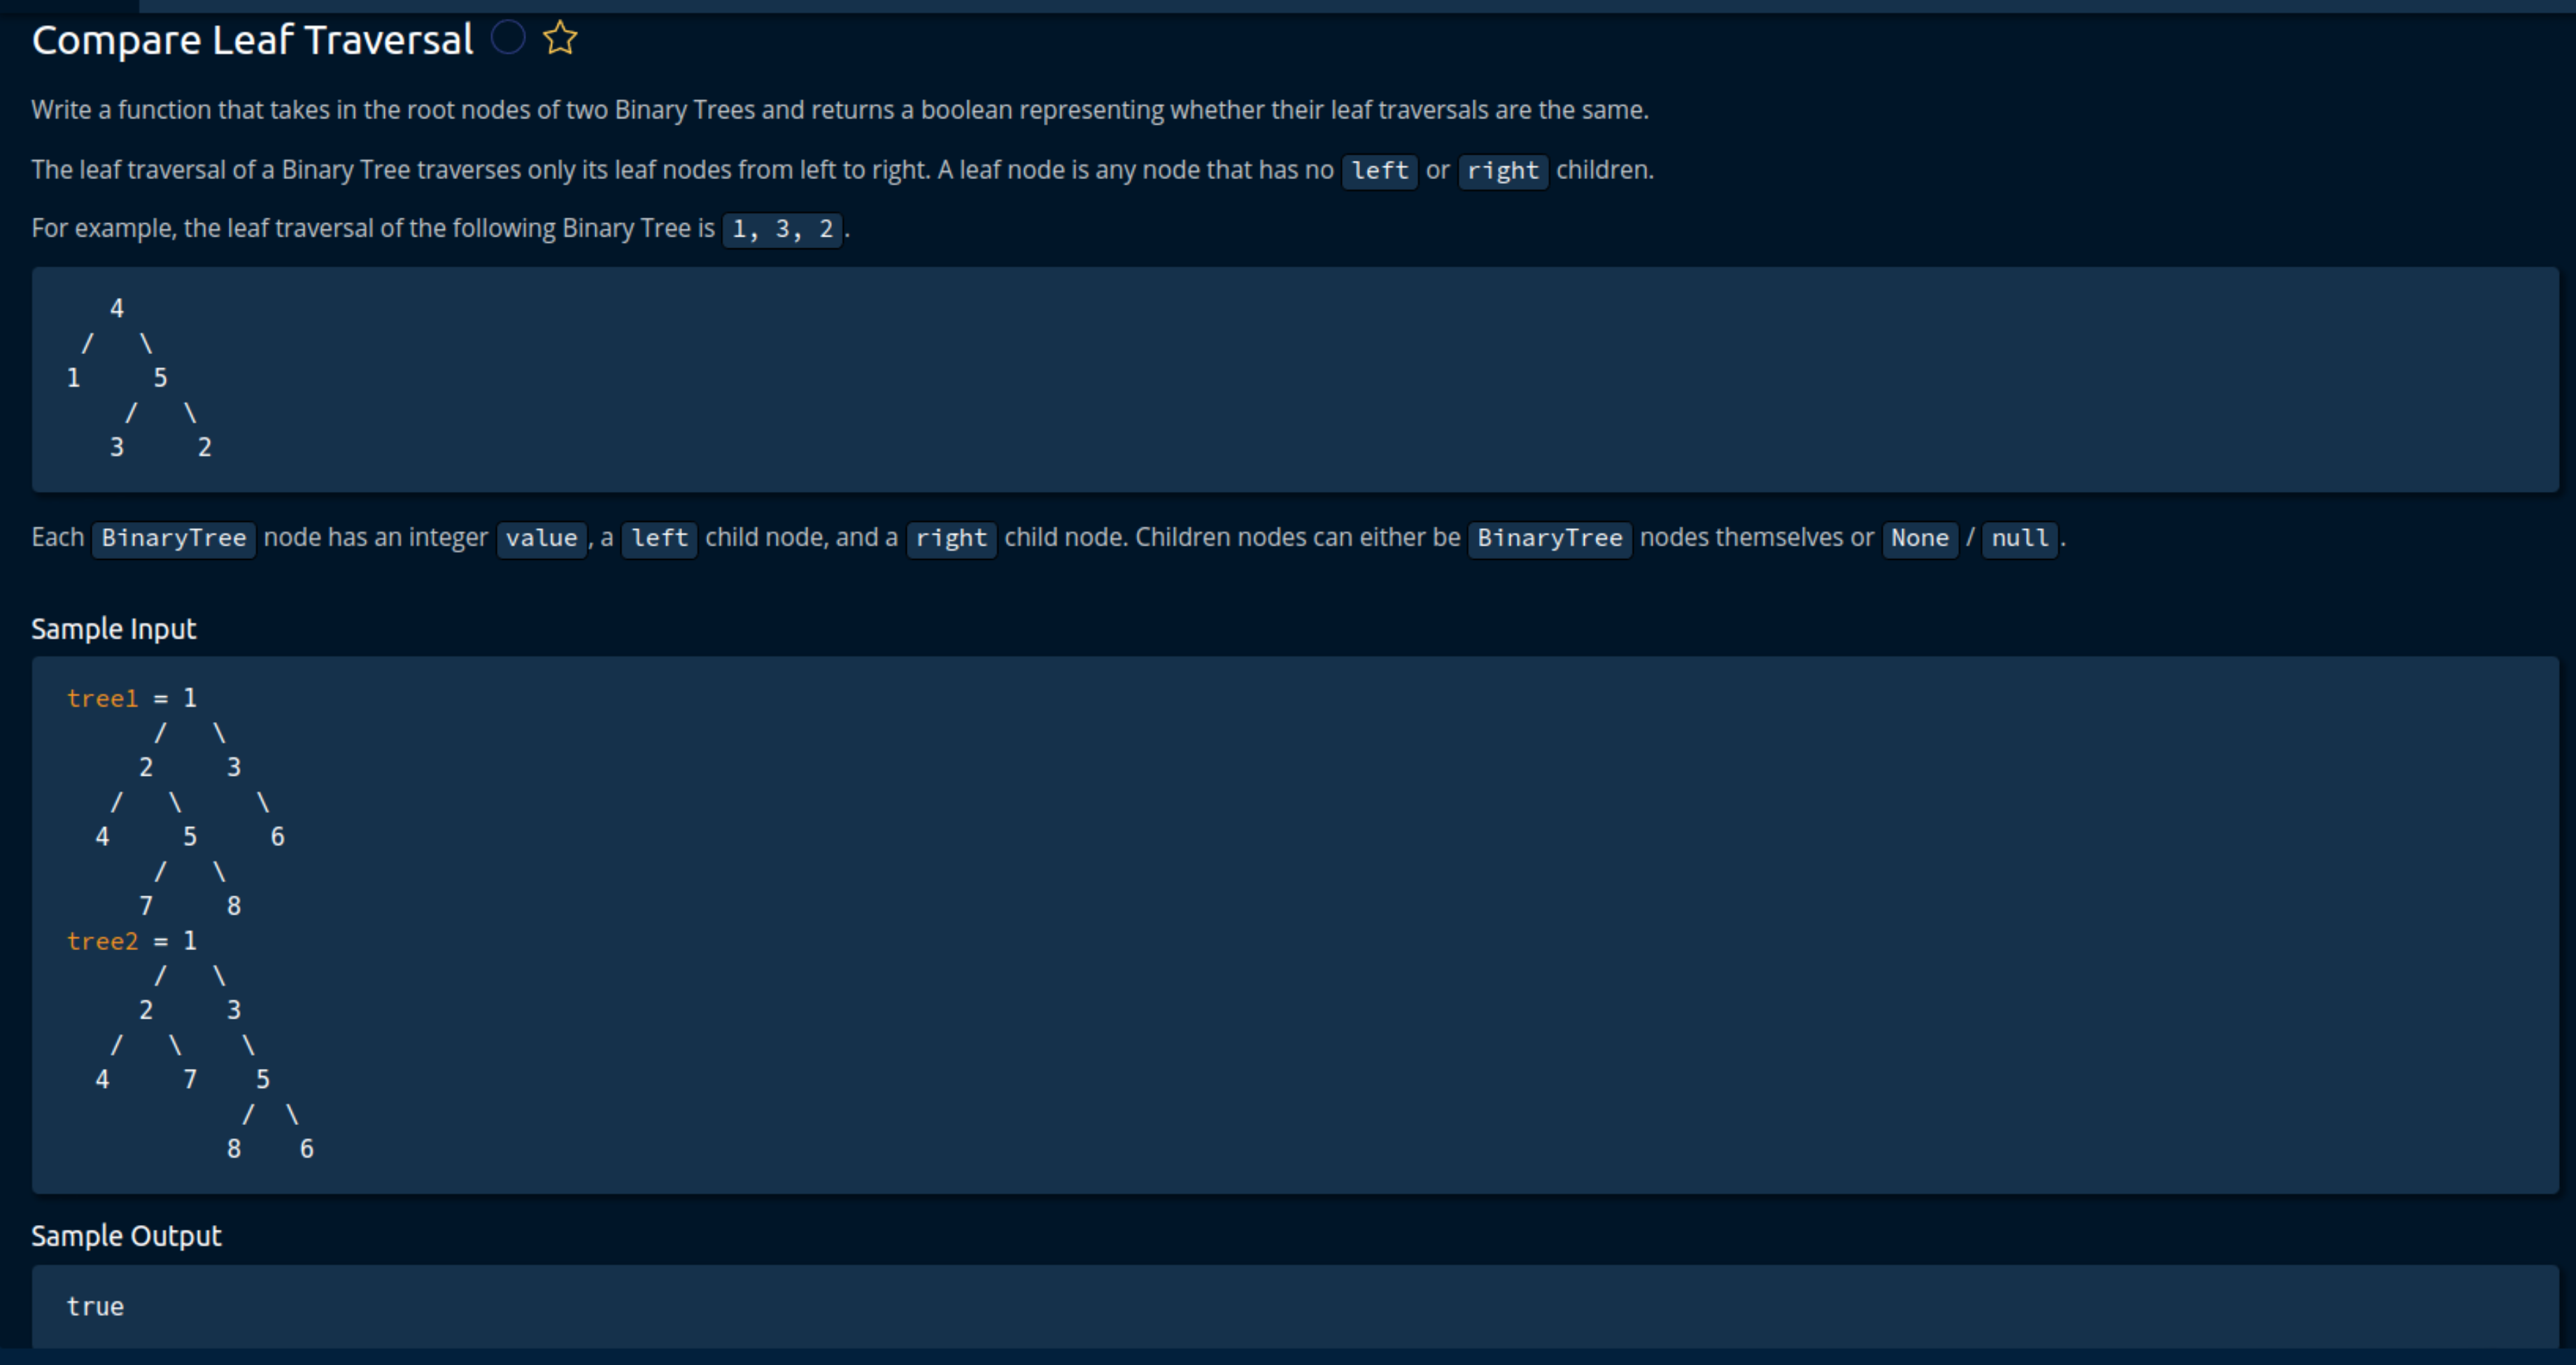 Compare Leaf Traversal
Write a function that takes in the root nodes of two Binary Trees and returns a boolean representing whether their leaf traversals are the same.
The leaf traversal of a Binary Tree traverses only its leaf nodes from left to right. A leaf node is any node that has no left or right children.
For example, the leaf traversal of the following Binary Tree is 1, 3, 2.
   4
 /   \
1     5
    /   \
   3     2
Each BinaryTree node has an integer value, a left child node, and a right child node. Children nodes can either be BinaryTree nodes themselves or None / null.
Sample Input
tree1 = 1
      /   \
     2     3
   /   \     \
  4     5     6
      /   \
     7     8
tree2 = 1
      /   \
     2     3
   /   \    \
  4     7    5
            /  \
           8    6
Sample Output
true